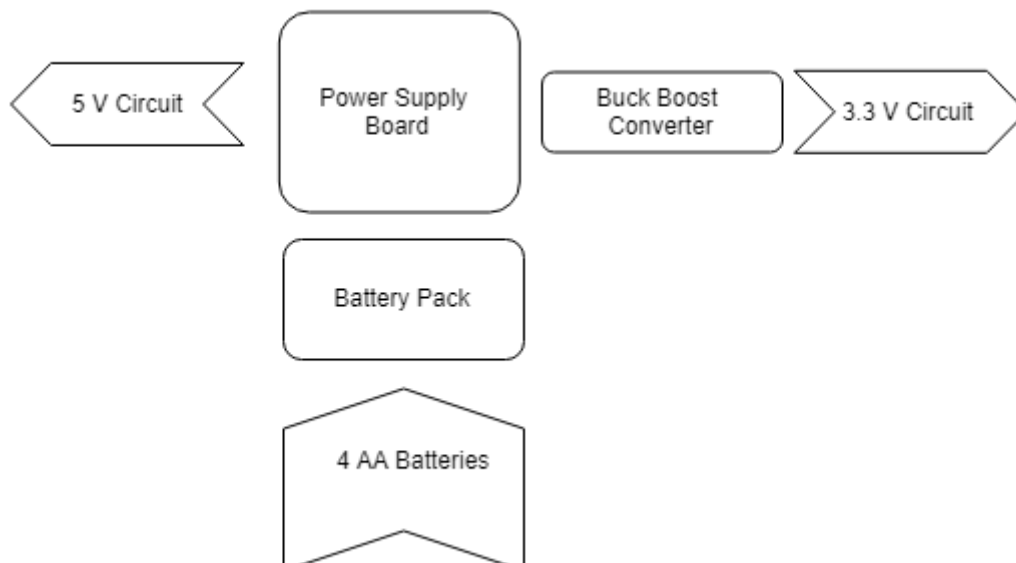 5 V Circuit
Power Supply
Board
Buck Boost
Converter
3.3 V Circuit
Battery Pack
4 AA Batteries